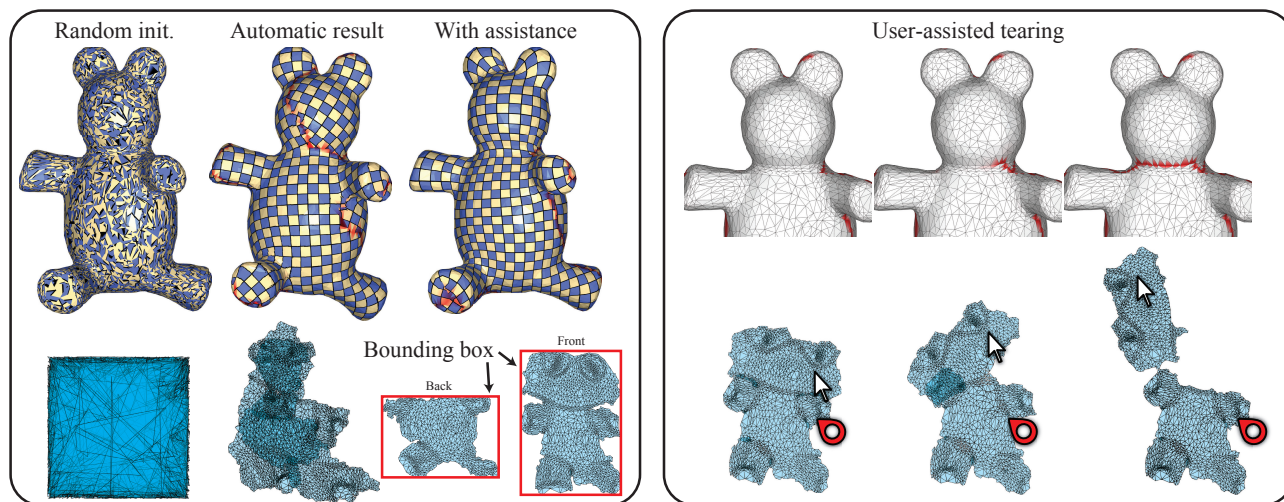 Random init.
Automatic result
With assistance
Bounding box
Back
Front
User-assisted tearing